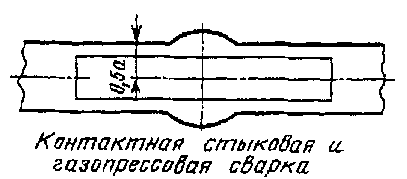 0,5a
Контактная стыковая и
газопрессовая сварка